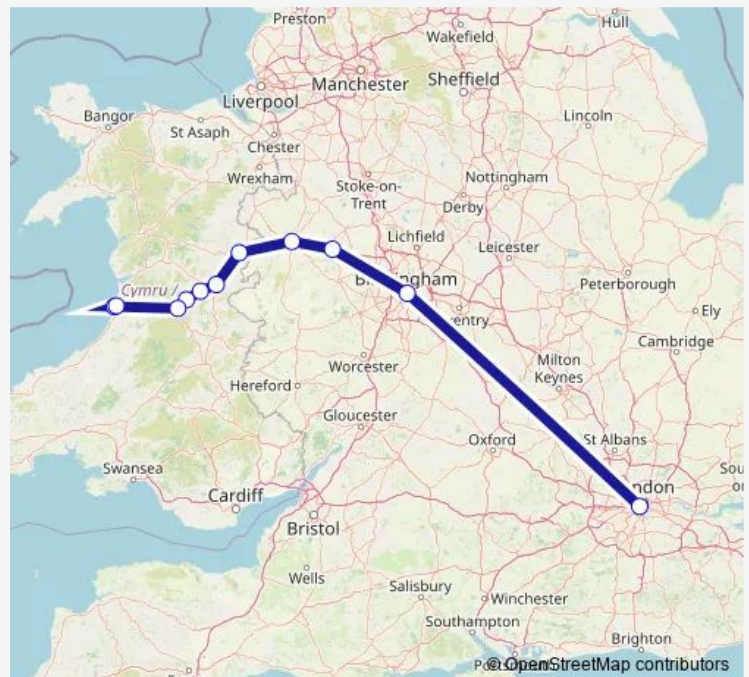 Preston
Hull
Wakefield
Manchester
Sheffield
Liverpool
Bangor
St Asaph
Lincoln
Chester
Wrexham
Stoke-on-
Trent
Nottingham
Derby
Lichfield
Leicester
Peterborough
Cymru /
Ely
Cambridge
Worcester
Milton
Keynes
Hereford
Gloucester
Oxford
St Albans
Swansea
Cardiff
Bristol
Wells
Salisbury
Winchester
Southampton
Brighton
© OpenStreetMap contributors